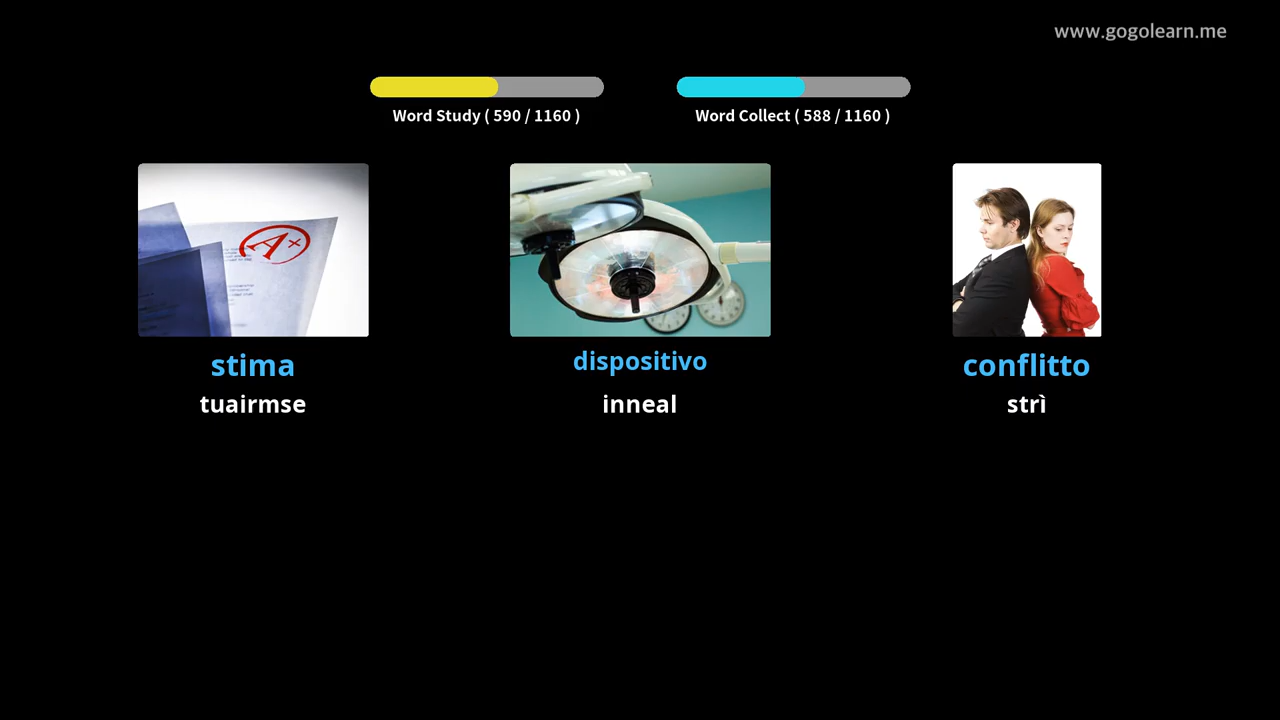 www.gogolearn.me
Word Study ( 590 / 1160 )
Word Collect ( 588 / 1160 )
A+
stima
dispositivo
conflitto
tuairmse
inneal
strì